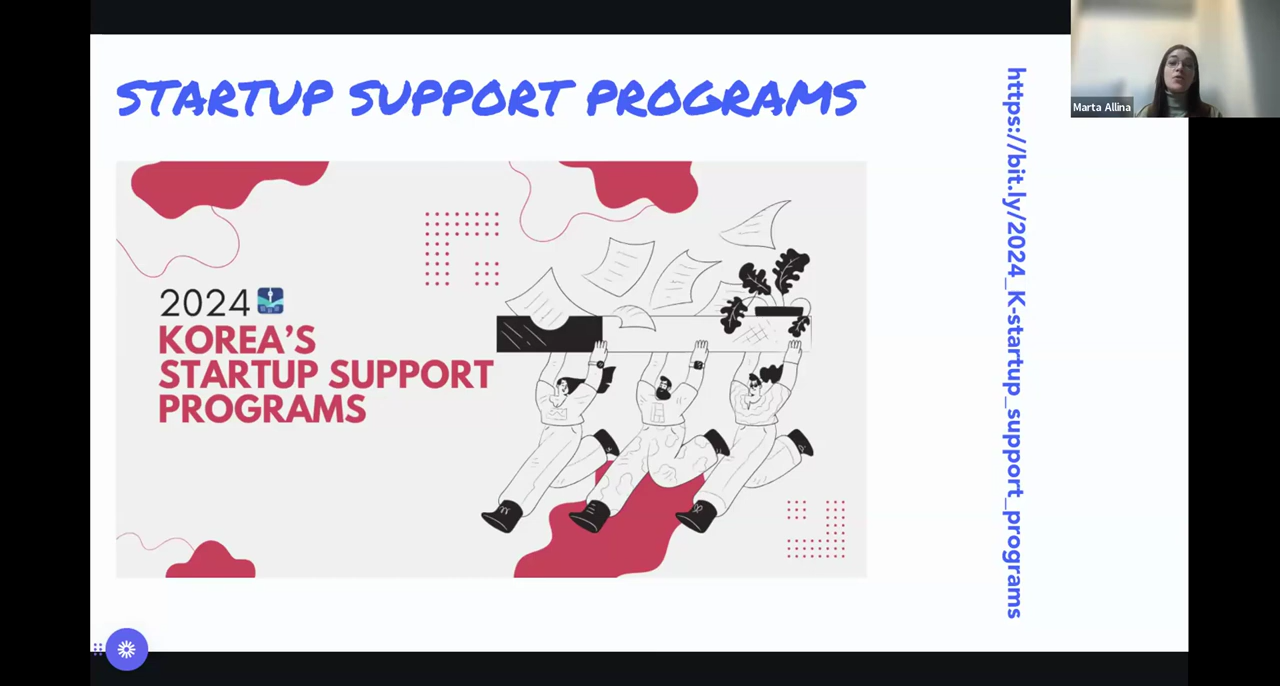 STARTUP SUPPORT PROGRAMS
2024
KOREA'S
STARTUP SUPPORT
PROGRAMS
https://bit.ly/2024_K-startup_support_programs
Marta Allina